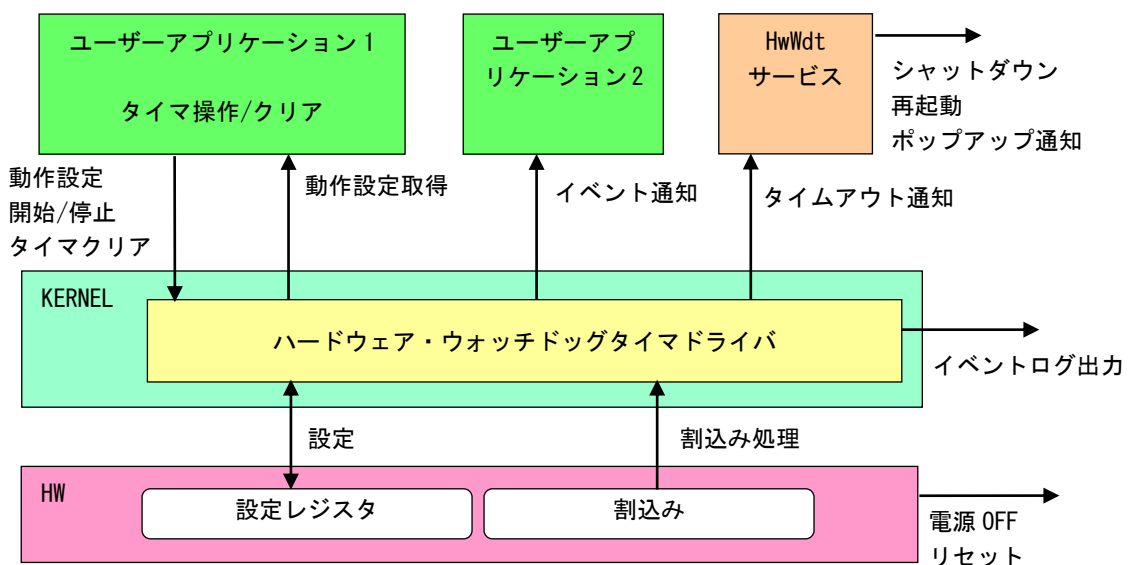 ユーザーアプリケーション1
タイマ操作/クリア
ユーザーアプ
リケーション2
HwWdt
サービス
シャットダウン
再起動
ポップアップ通知
動作設定
開始/停止
タイマクリア
動作設定取得
イベント通知
タイムアウト通知
KERNEL
ハードウェア・ウォッチドッグタイマドライバ
イベントログ出力
設定
割込み処理
HW
設定レジスタ
割込み
電源OFF
リセット